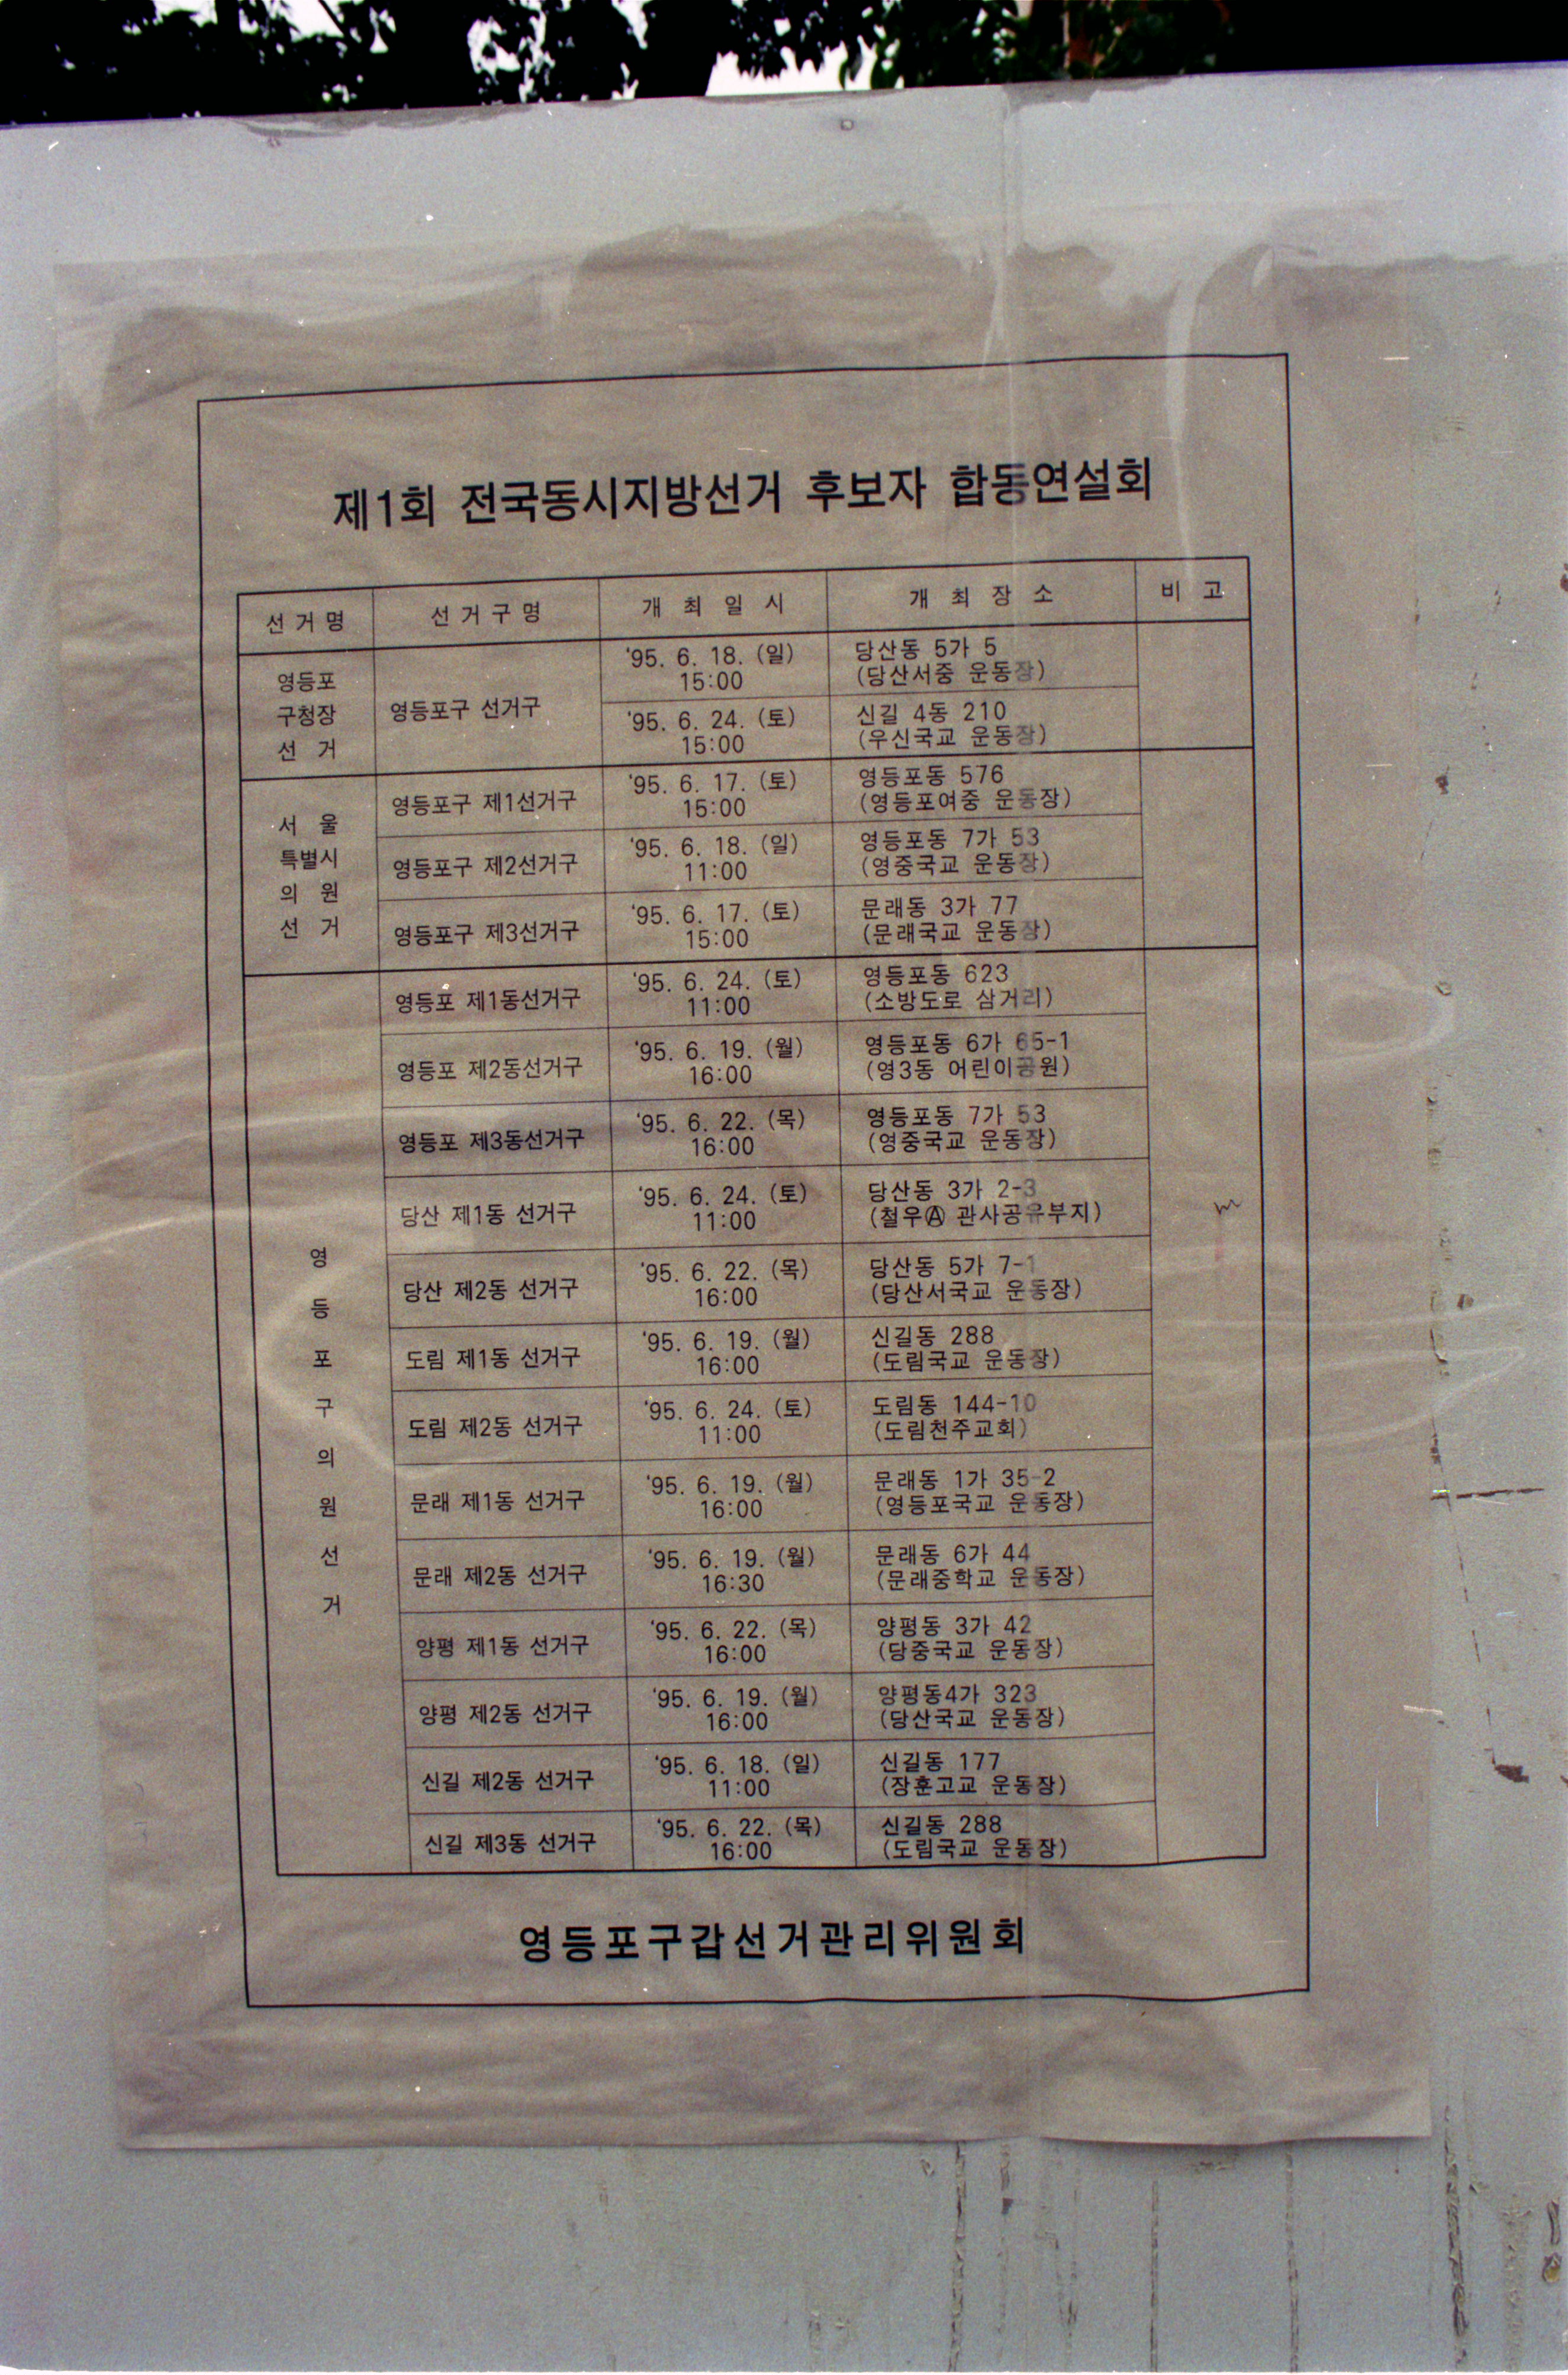 제1회 전국동시지방선거 후보자 합동연설회
선거명 선거구명 개최일시 개최장소 비고
영등포
구청장
선 거
영등포구 선거구
'95. 6. 18. (일)
15:00
당산동 5가 5
(당산서중 운동장)
'95. 6. 24. (토)
15:00
신길 4동 210
(우신국교 운동장)
서 울
특별시
의 원
선 거
영등포구 제1선거구
'95. 6. 17. (토)
15:00
영등포동 576
(영등포여중 운동장)
영등포구 제2선거구
'95. 6. 18. (일)
11:00
영등포동 7가 53
(영중국교 운동장)
영등포구 제3선거구
'95. 6. 17. (토)
15:00
문래동 3가 77
(문래국교 운동장)
영
등
포
구
의
원
선
거
영등포 제1동선거구
'95. 6. 24. (토)
11:00
영등포동 623
(소방도로 삼거리)
영등포 제2동선거구
'95. 6. 19. (월)
16:00
영등포동 6가 65-1
(영3동 어린이공원)
영등포 제3동선거구
'95. 6. 22. (목)
16:00
영등포동 7가 53
(영중국교 운동장)
당산 제1동 선거구
'95. 6. 24. (토)
11:00
당산동 3가 2-3
(철우Ⓐ 관사공유부지)
당산 제2동 선거구
'95. 6. 22. (목)
16:00
당산동 5가 7-1
(당산서국교 운동장)
도림 제1동 선거구
'95. 6. 19. (월)
16:00
신길동 288
(도림국교 운동장)
도림 제2동 선거구
'95. 6. 24. (토)
11:00
도림동 144-10
(도림천주교회)
문래 제1동 선거구
'95. 6. 19. (월)
16:00
문래동 1가 35-2
(영등포국교 운동장)
문래 제2동 선거구
'95. 6. 19. (월)
16:30
문래동 6가 44
(문래중학교 운동장)
양평 제1동 선거구
'95. 6. 22. (목)
16:00
양평동 3가 42
(당중국교 운동장)
양평 제2동 선거구
'95. 6. 19. (월)
16:00
양평동4가 323
(당산국교 운동장)
신길 제2동 선거구
'95. 6. 18. (일)
11:00
신길동 177
(장훈고교 운동장)
신길 제3동 선거구
'95. 6. 22. (목)
16:00
신길동 288
(도림국교 운동장)
영등포구갑선거관리위원회